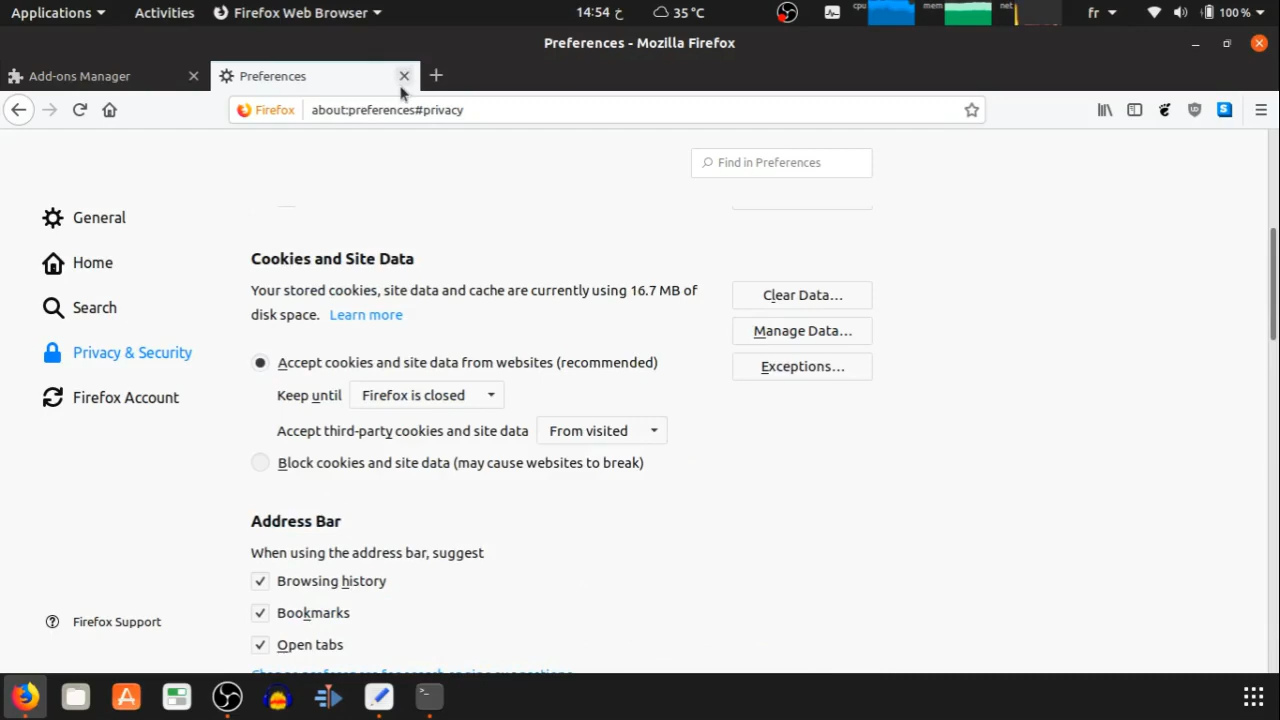 Applications Activities Firefox Web Browser 14:54 خ 35 °C cpu mem net fr 100 %
Preferences - Mozilla Firefox
Add-ons Manager Preferences
Firefox about:preferences#privacy
Find in Preferences
General
Home
Search
Privacy & Security
Firefox Account
Firefox Support
Cookies and Site Data
Your stored cookies, site data and cache are currently using 16.7 MB of
disk space. Learn more
Clear Data…
Manage Data…
Exceptions…
Accept cookies and site data from websites (recommended)
Keep until Firefox is closed
Accept third-party cookies and site data From visited
Block cookies and site data (may cause websites to break)
Address Bar
When using the address bar, suggest
Browsing history
Bookmarks
Open tabs